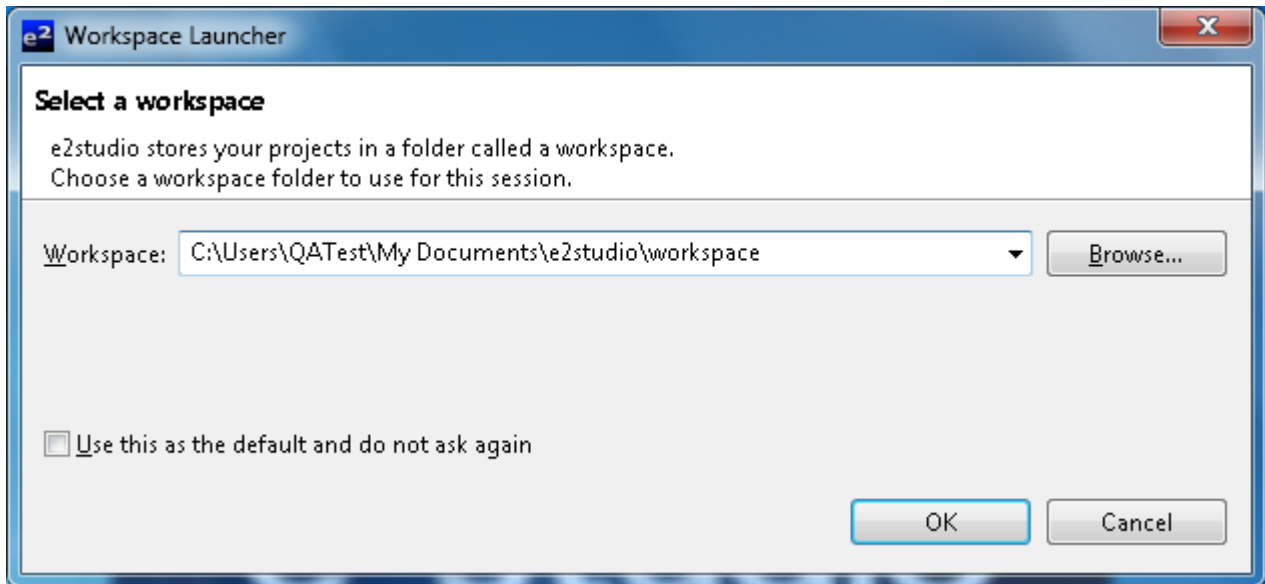 e² Workspace Launcher
Select a workspace
e2studio stores your projects in a folder called a workspace.
Choose a workspace folder to use for this session.
Workspace: C:\Users\QATest\My Documents\e2studio\workspace Browse...
Use this as the default and do not ask again
OK Cancel